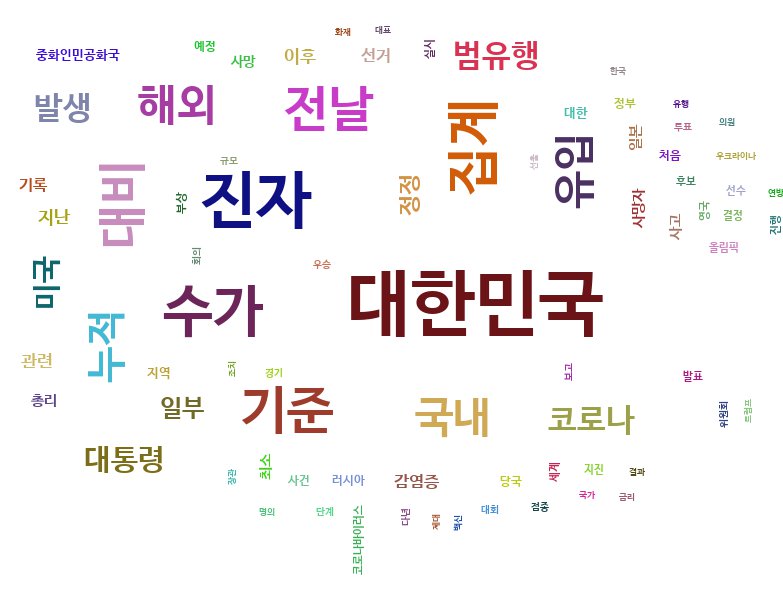 화재
대표
예정
중화인민공화국
사망
이후
선거
실시
범유행
한국
발생
해외
전날
집계
대한
정부
유행
투표
의원
일본
유입
처음
우크라이나
규모
선출
기록
대비
부상
진자
정정
후보
선수
연방
지난
사망자
사고
영국
결정
진행
올림픽
회의
우승
미국
수가
대한민국
누적
관련
지역
조치
경기
보고
발표
총리
일부
기준
국내
코로나
위원회
트럼프
대통령
장관
최소
사건
러시아
감염증
당국
세계
지진
결과
명의
단계
코로나바이러스
다년
제대
백신
대회
점종
국가
금리